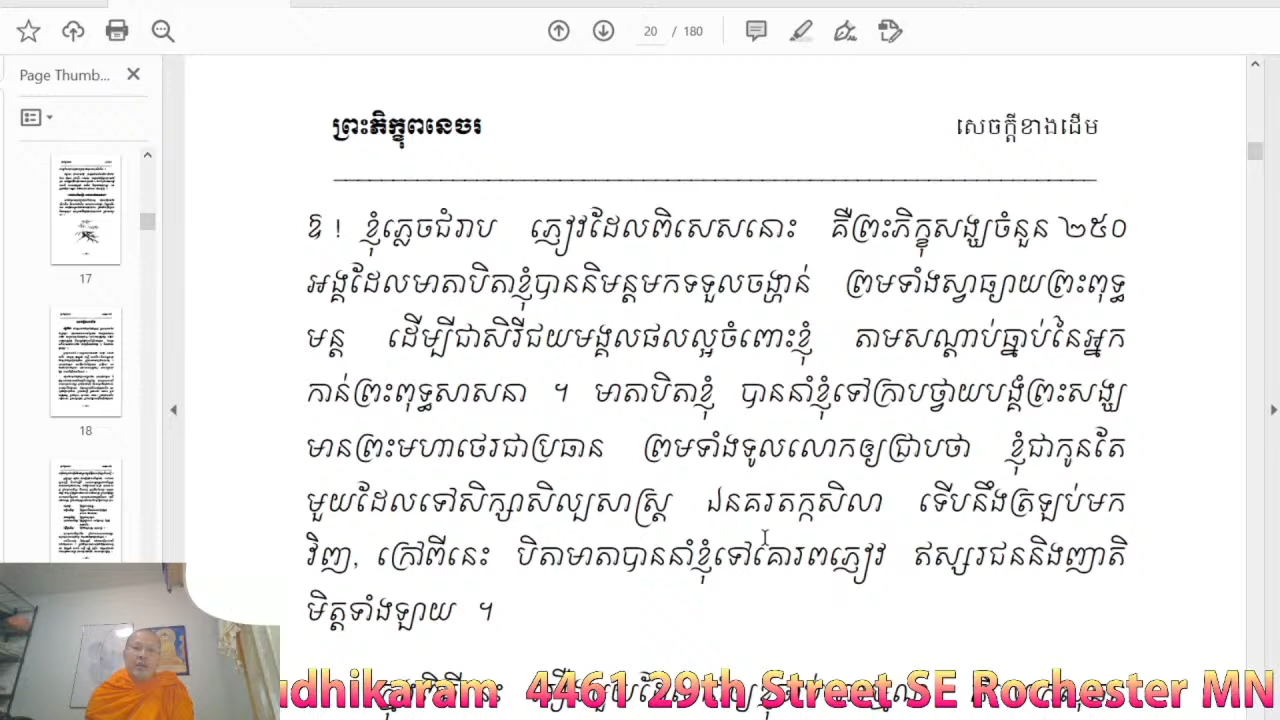 20 / 180
Page Thumb...
ព្រះភិក្ខុពនេចរ សេចក្ដីខាងដើម
ឱ ! ខ្ញុំភ្លេចជំរាប ភ្ញៀវដែលពិសេសនោះ គឺព្រះភិក្ខុសង្ឃចំនួន ២៥០
អង្គដែលមាតាបិតាខ្ញុំបាននិមន្តមកទទួលចង្ហាន់ ព្រមទាំងស្វាធ្យាយព្រះពុទ្ធ
មន្ត ដើម្បីជាសិរីជយមង្គលផលល្អចំពោះខ្ញុំ តាមសណ្ដាប់ធ្នាប់នៃអ្នក
កាន់ព្រះពុទ្ធសាសនា ។ មាតាបិតាខ្ញុំ បាននាំខ្ញុំទៅក្រាបថ្វាយបង្គំព្រះសង្ឃ
មានព្រះមហាថេរជាប្រធាន ព្រមទាំងទូលលោកឲ្យជ្រាបថា ខ្ញុំជាកូនតែ
មួយដែលទៅសិក្សាសិល្បសាស្ត្រ ឯនគរតក្កសិលា ទើបនឹងត្រឡប់មក
វិញ, ក្រៅពីនេះ បិតាមាតាបាននាំខ្ញុំទៅគោរពភ្ញៀវ ឥស្សរជននិងញាតិ
មិត្តទាំងឡាយ ។
17
18
udhikaram 4461 29th Street SE Rochester MN